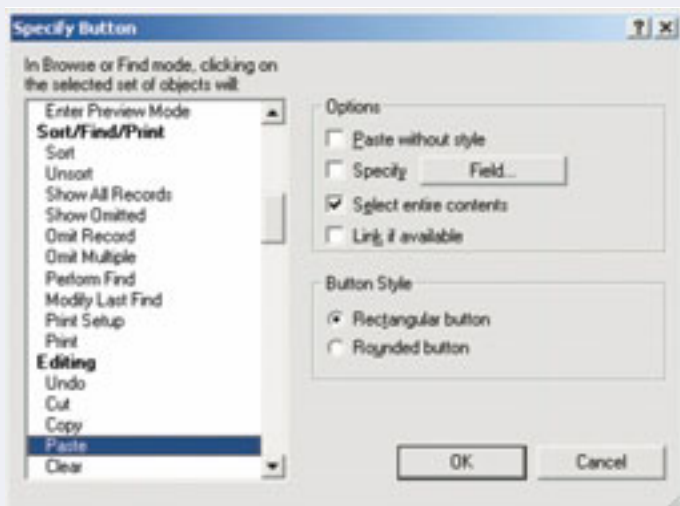 Specify Button
In Browse or Find mode, clicking on
the selected set of objects will:
Enter Preview Mode
Sort/Find/Print
Sort
Unsort
Show All Records
Show Omitted
Omit Record
Omit Multiple
Perform Find
Modify Last Find
Print Setup
Print
Editing
Undo
Cut
Copy
Paste
Clear
Options
Paste without style
Specify
Field...
Select entire contents
Link if available
Button Style
Rectangular button
Rounded button
OK
Cancel